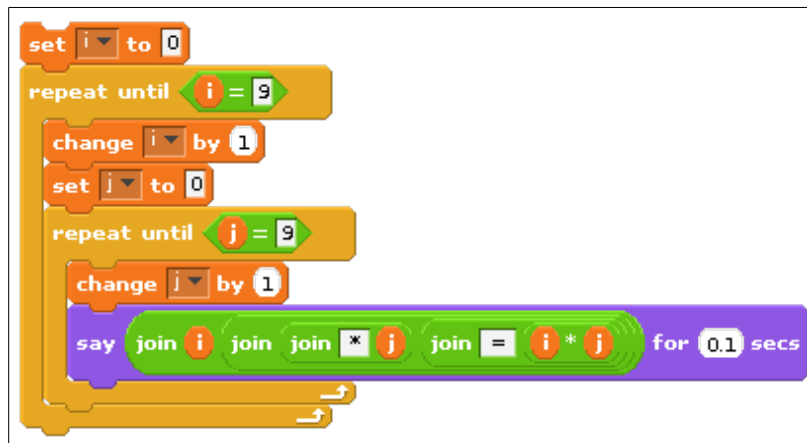 set i to 0
repeat until i = 9
change i by 1
set j to 0
repeat until j = 9
change j by 1
say join i join join * j join = i * j for 0.1 secs